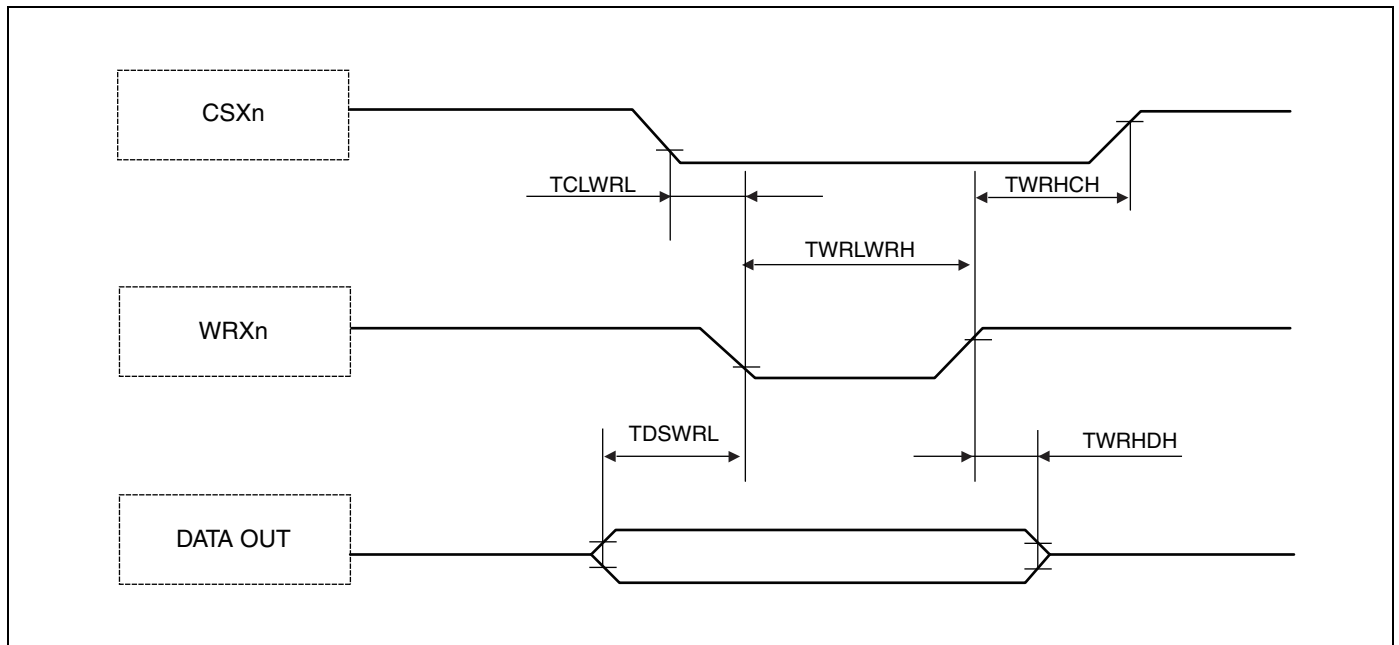 CSXn
TCLWRL
TWRHCH
TWRLWRH
WRXn
TDSWRL
TWRHDH
DATA OUT